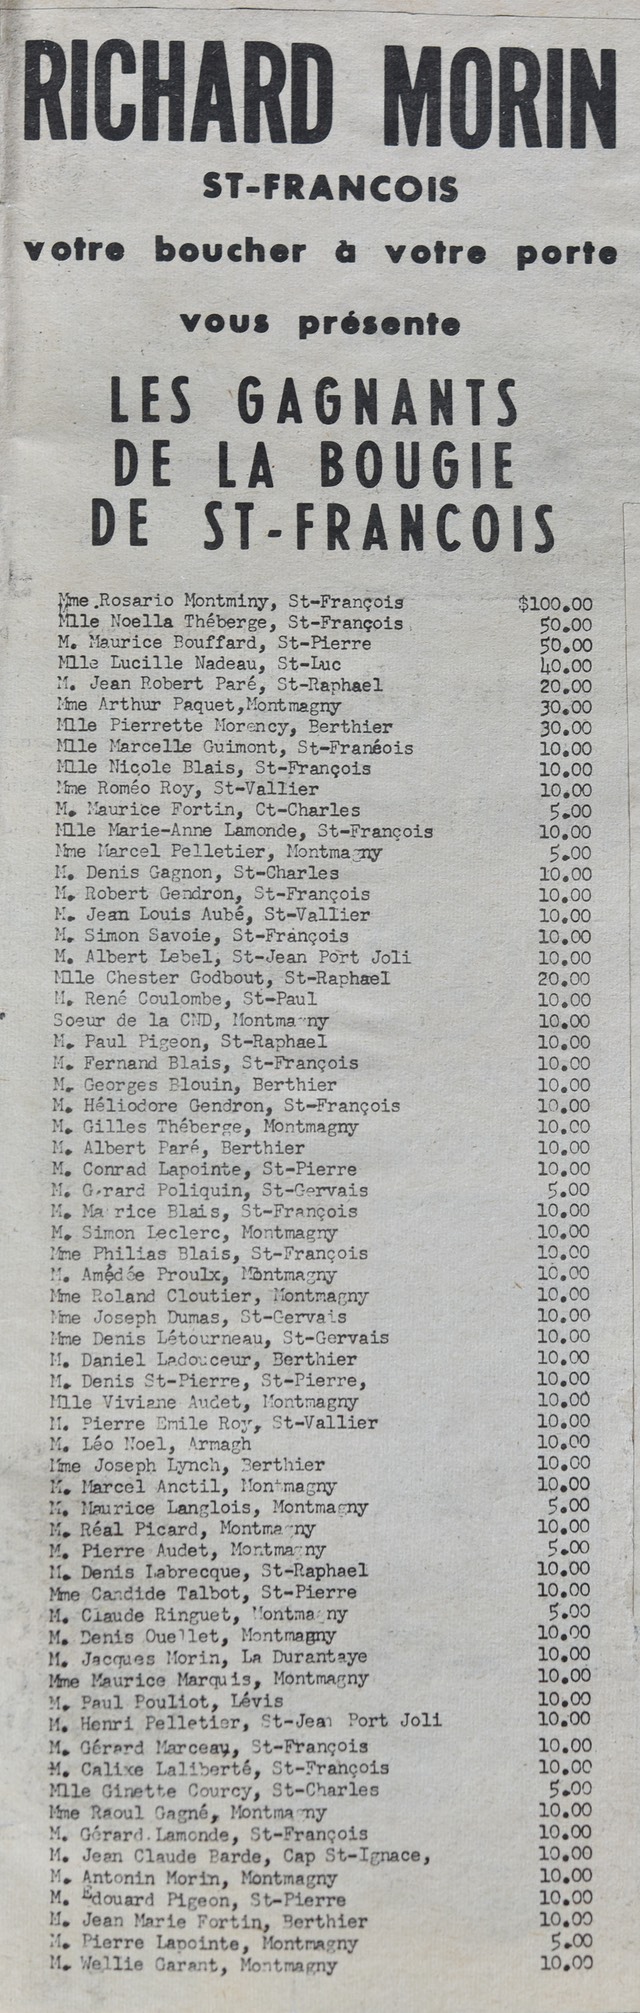 RICHARD MORIN
ST-FRANCOIS
votre boucher à votre porte
vous présente
LES GAGNANTS
DE LA BOUGIE
DE ST-FRANCOIS
Mme.Rosario Montminy, St-François $100.00
Mlle Noella Théberge, St-François 50.00
M. Maurice Bouffard, St-Pierre 50.00
Mlle Lucille Nadeau, St-Luc 40.00
M. Jean Robert Paré, St-Raphael 20.00
Mme Arthur Paquet,Montmagny 30.00
Mlle Pierrette Morency, Berthier 30.00
Mlle Marcelle Guimont, St-Franéois 10.00
Mlle Niçole Blais, St-François 10.00
Mme Roméo Roy, St-Vallier 10.00
M. Maurice Fortin, Ct-Charles 5.00
Mlle Marie-Anne Lamonde, St-François 10.00
Mme Marcel Pelletier, Montmagny 5.00
M. Denis Gagnon, St-Charles 10.00
M. Robert Gendron, St-François 10.00
M. Jean Louis Aubé, St-Vallier 10.00
M. Simon Savoie, St-François 10.00
M. Albert Lebel, St-Jean Port Joli 10.00
Mlle Chester Godbout, St-Raphael 20.00
M. René Coulombe, St-Paul 10.00
Soeur de la CND, Montmagny 10.00
M. Paul Pigeon, St-Raphael 10.00
M. Fernand Blais, St-François 10.00
M. Georges Blouin, Berthier 10.00
M. Héliodore Gendron, St-François 10.00
M. Gilles Théberge, Montmagny 10.00
M. Albert Paré, Berthier 10.00
M. Conrad Lapointe, St-Pierre 10.00
M. Gérard Poliquin, St-Gervais 5.00
M. Maurice Blais, St-François 10.00
M. Simon Leclerc, Montmagny 10.00
Mme Philias Blais, St-François 10.00
M. Amédée Proulx, Montmagny 10.00
Mme Roland Cloutier, Montmagny 10.00
Mme Joseph Dumas, St-Gervais 10.00
Mme Denis Létourneau, St-Gervais 10.00
M. Daniel Ladouceur, Berthier 10.00
M. Denis St-Pierre, St-Pierre, 10.00
Mlle Viviane Audet, Montmagny 10.00
M. Pierre Emile Roy, St-Vallier 10.00
M. Léo Noel, Armagh 10.00
Mme Joseph Lynch, Berthier 10.00
M. Marcel Anctil, Montmagny 10.00
M. Maurice Langlois, Montmagny 5.00
M. Réal Picard, Montmagny 10.00
M. Pierre Audet, Montmagny 5.00
M. Denis Labrecque, St-Raphael 10.00
Mme Candide Talbot, St-Pierre 10.00
M. Claude Ringuet, Montmagny 5.00
M. Denis Ouellet, Montmagny 10.00
M. Jacques Morin, La Durantaye 10.00
Mme Maurice Marquis, Montmagny 10.00
M. Paul Pouliot, Lévis 10.00
M. Henri Pelletier, St-Jean Port Joli 10.00
M. Gérard Marceau, St-François 10.00
M. Calixe Laliberté, St-François 10.00
Mlle Ginette Courcy, St-Charles 5.00
Mme Raoul Gagné, Montmagny 10.00
M. Gérard.Lamonde, St-François 10.00
M. Jean Claude Barde, Cap St-Ignace, 10.00
M. Antonin Morin, Montmagny 10.00
M. Édouard Pigeon, St-Pierre 10.00
M. Jean Marie Fortin, Berthier 10.00
M. Pierre Lapointe, Montmagny 5.00
M. Wellie Garant, Montmagny 10.00